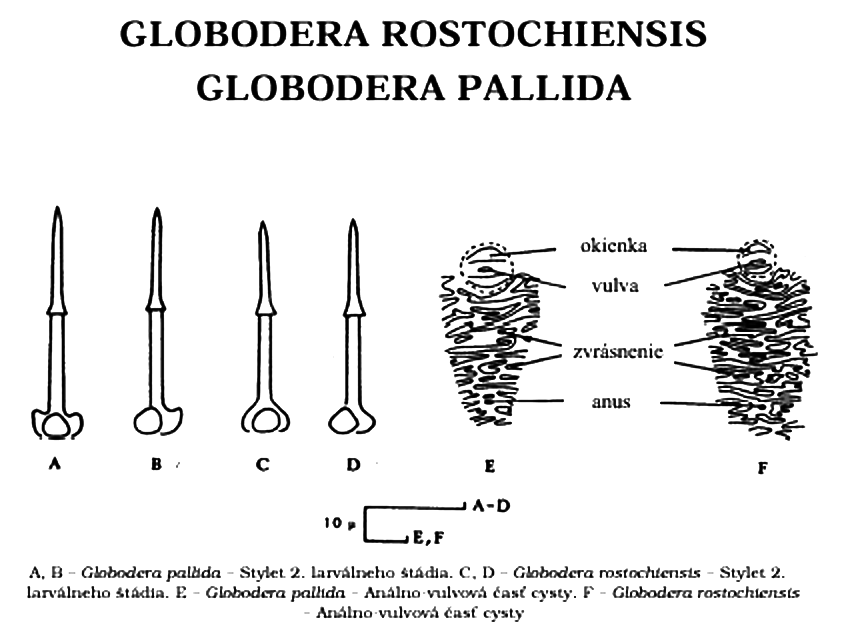 GLOBODERA ROSTOCHIENSIS
GLOBODERA PALLIDA
okienka
vulva
zvrásnenie
anus
A B C D E F
10 µ
A-D
E, F
A, B - Globodera pallida - Stylet 2. larválneho štádia. C, D - Globodera rostochiensis - Stylet 2.
larválneho štádia. E - Globodera pallida - Análno-vulvová časť cysty. F - Globodera rostochiensis
- Análno-vulvová časť cysty